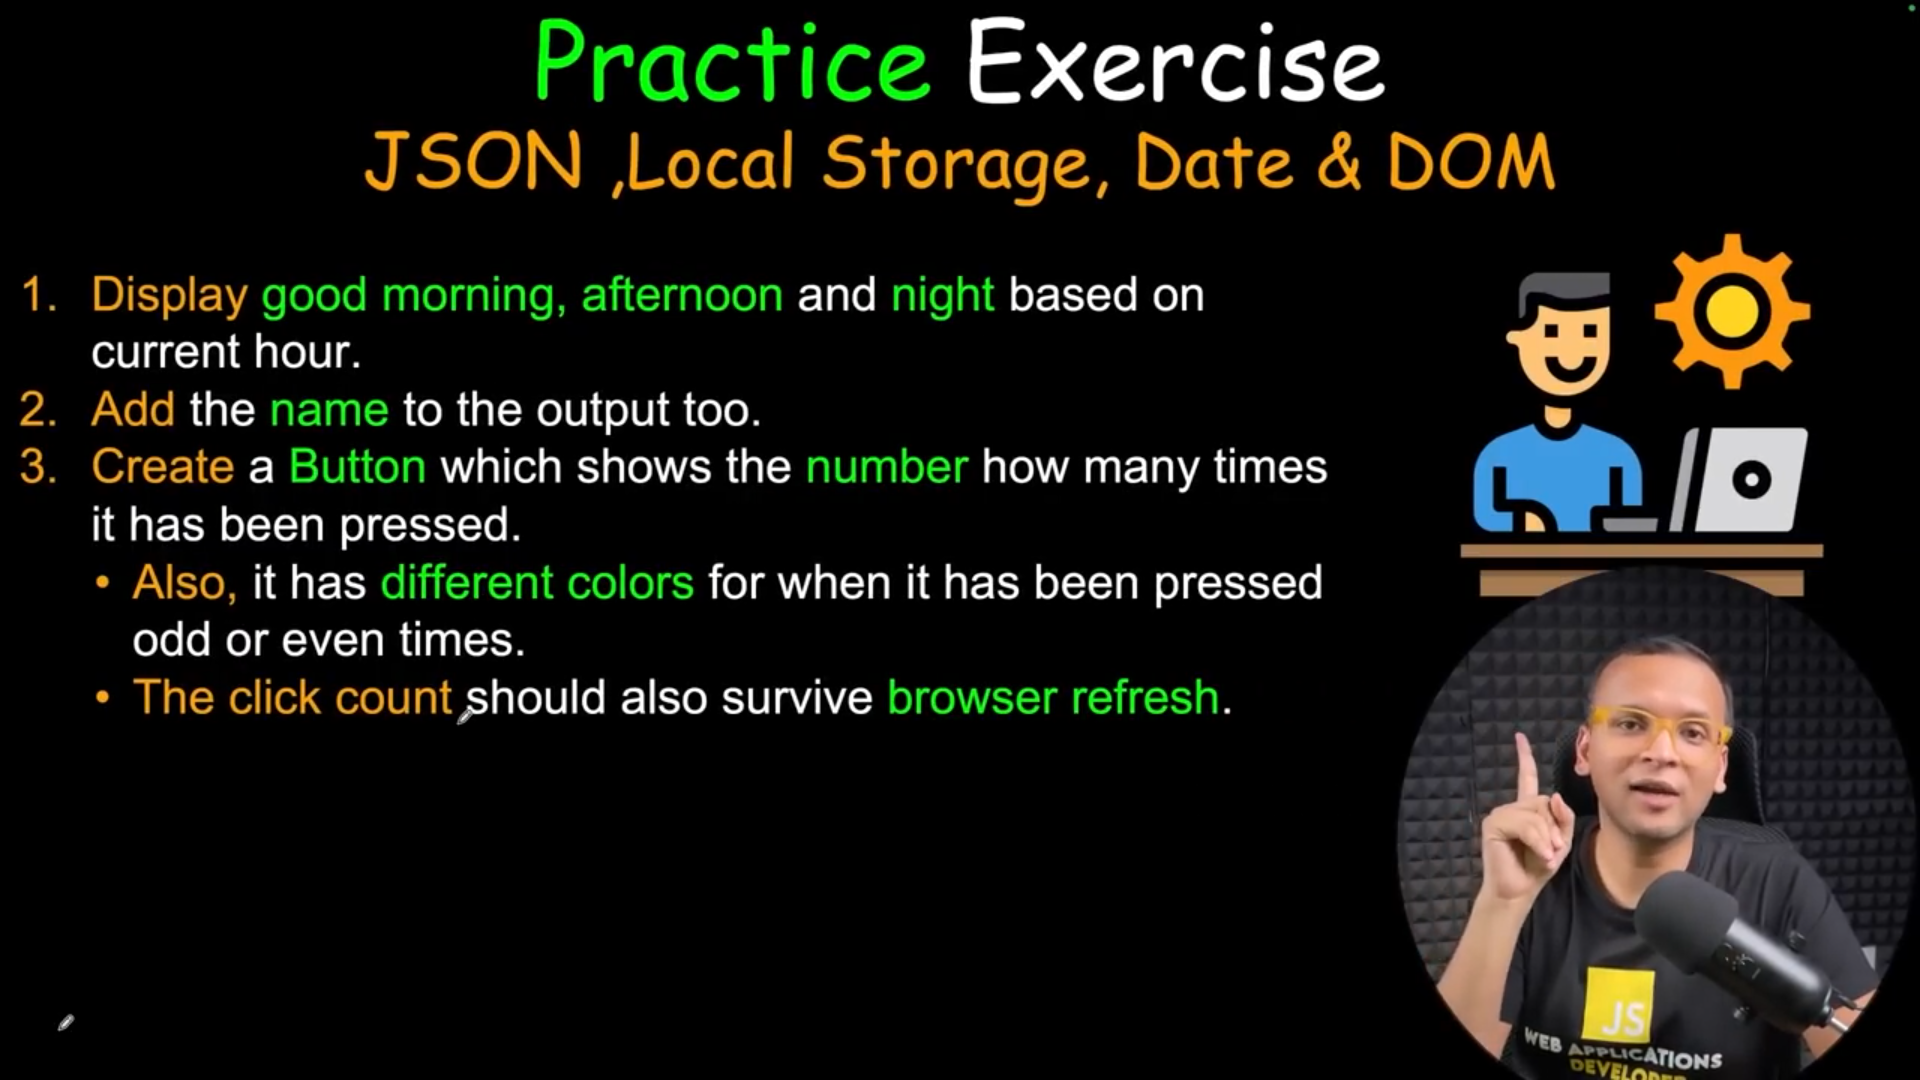 Practice Exercise
JSON ,Local Storage, Date & DOM
1. Display good morning, afternoon and night based on
current hour.
2. Add the name to the output too.
3. Create a Button which shows the number how many times
it has been pressed.
• Also, it has different colors for when it has been pressed
odd or even times.
• The click count should also survive browser refresh.
JS
WEB APPLICATIONS
DEVELOPER